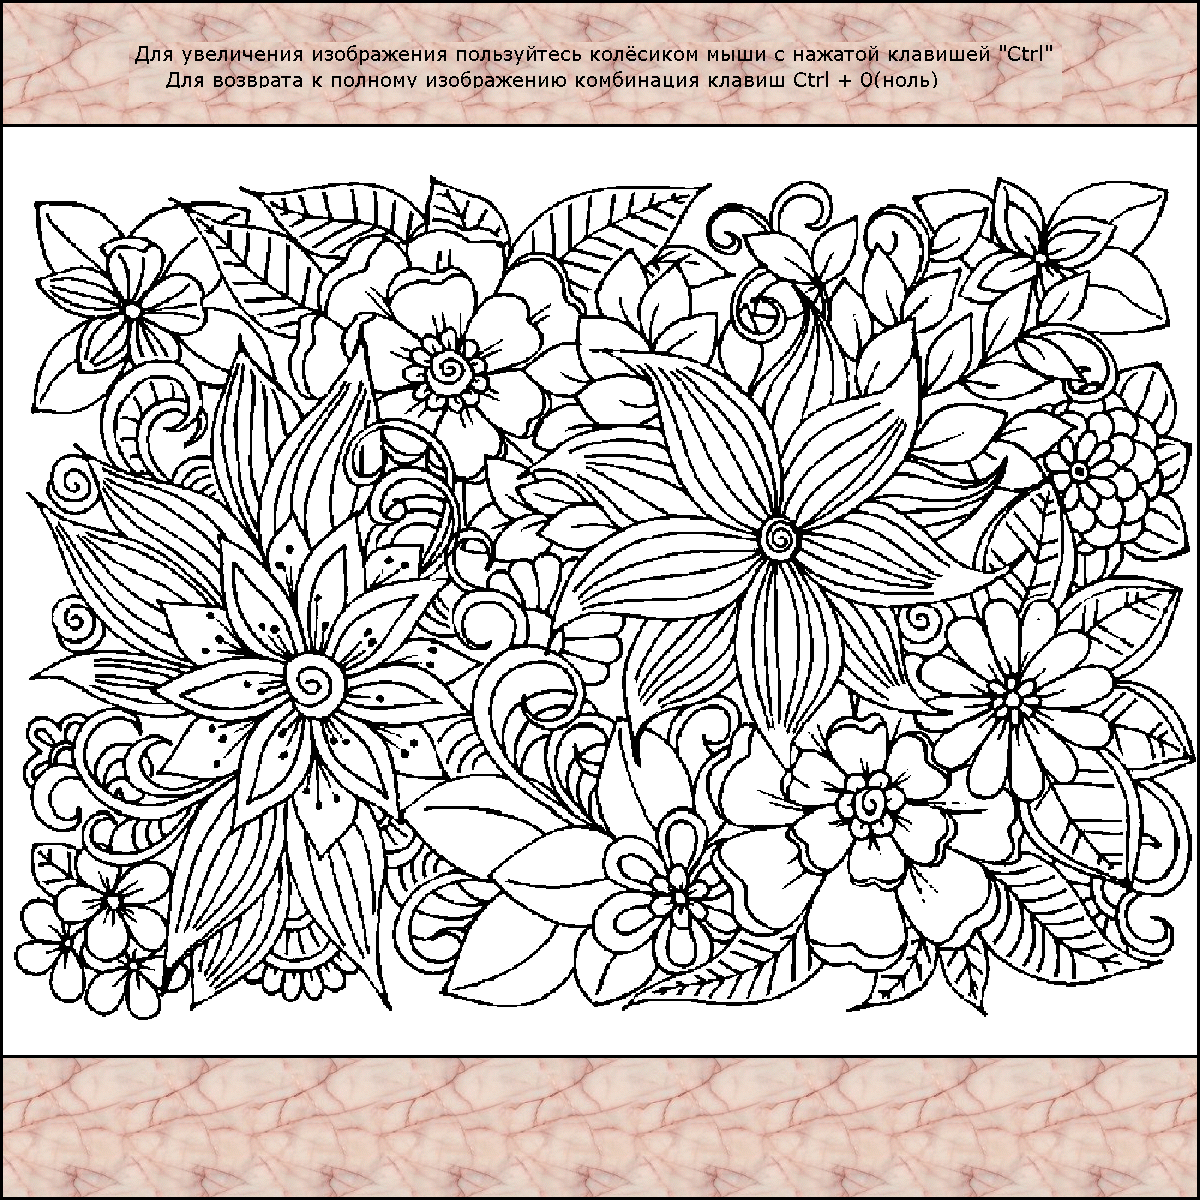 Для увеличения изображения пользуйтесь колёсиком мыши с нажатой клавишей "Ctrl"
Для возврата к полному изображению комбинация клавиш Ctrl + 0(ноль)